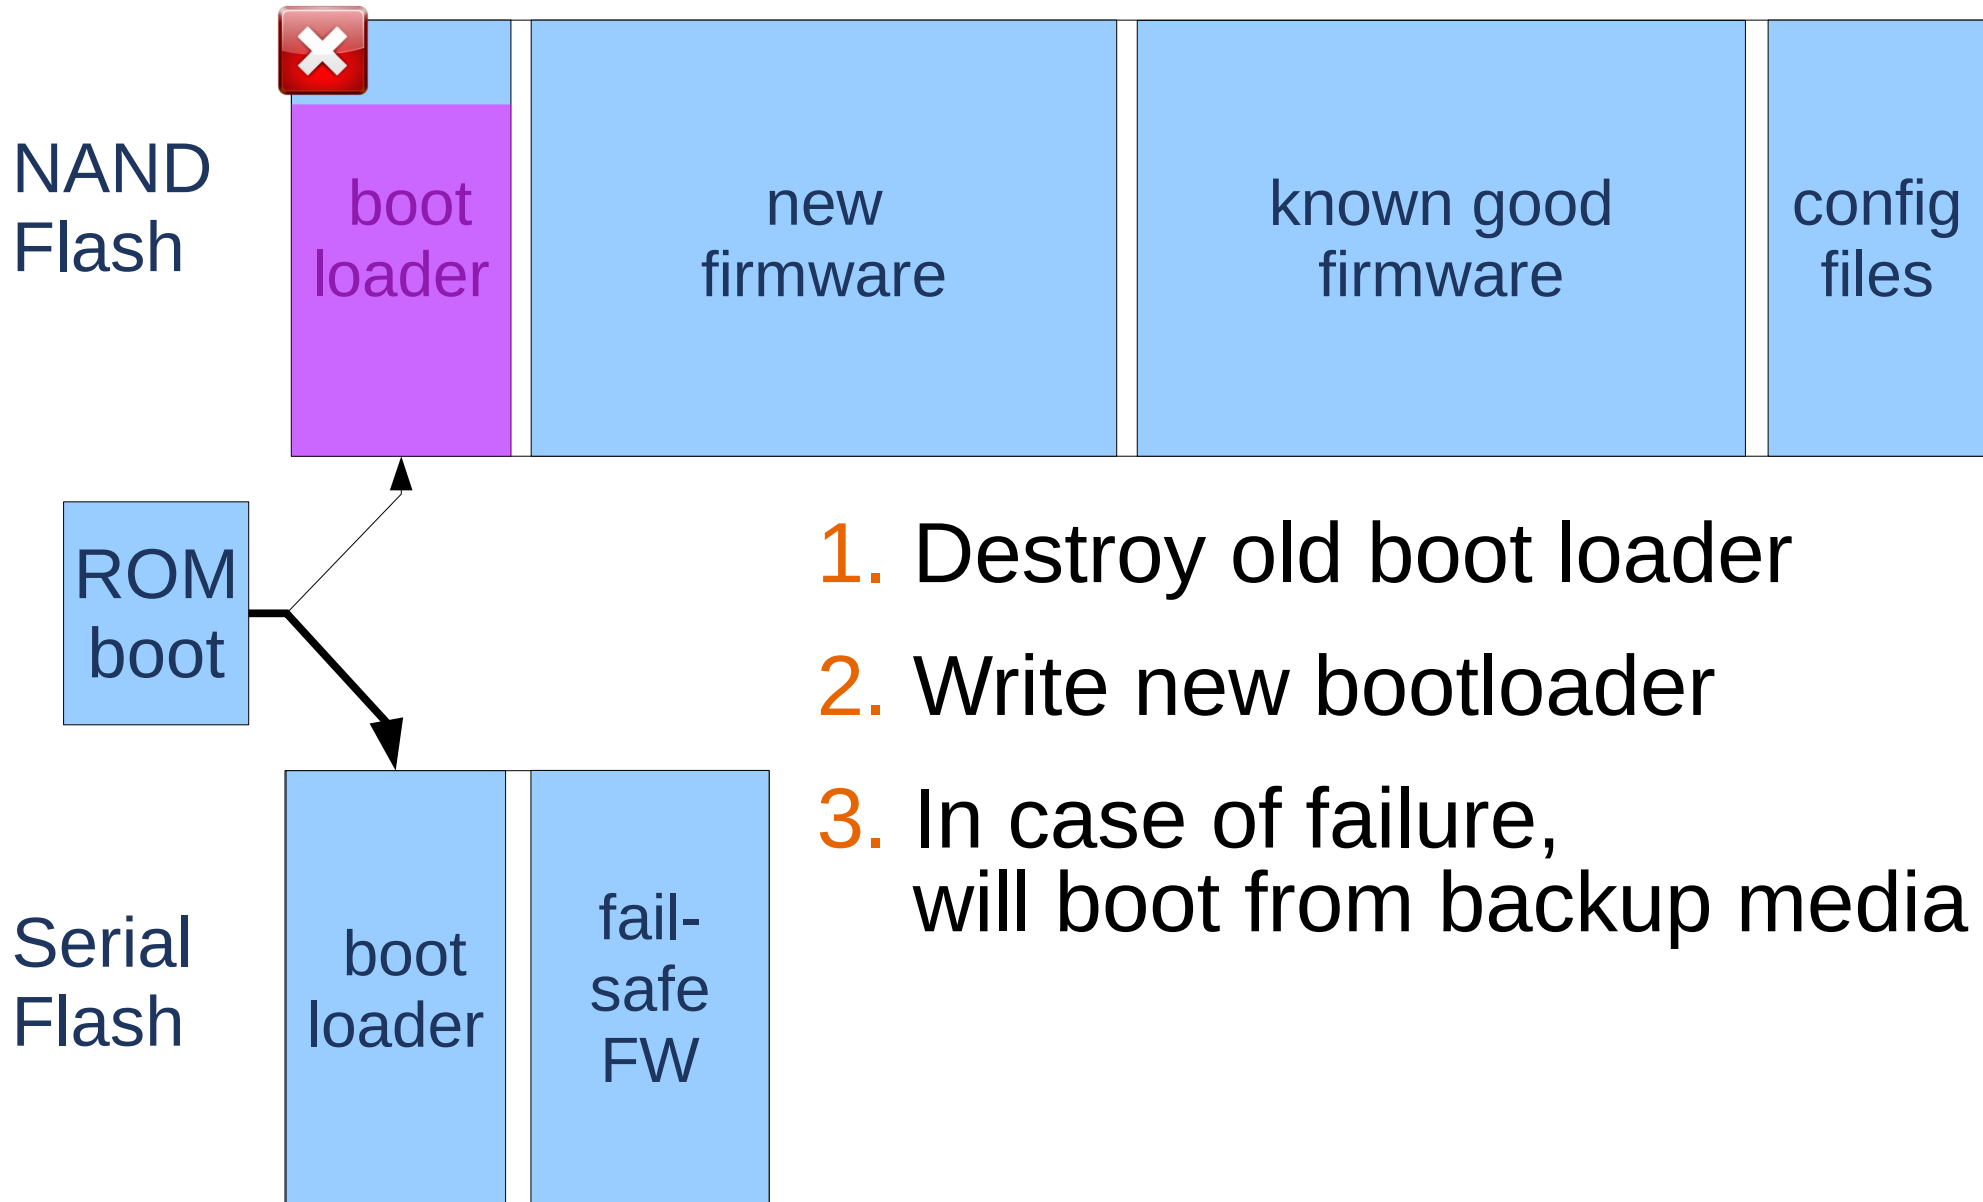 NAND
Flash
boot
loader
new
firmware
known good
firmware
config
files
ROM
boot
1. Destroy old boot loader
2. Write new bootloader
3. In case of failure,
will boot from backup media
Serial
Flash
boot
loader
fail-
safe
FW